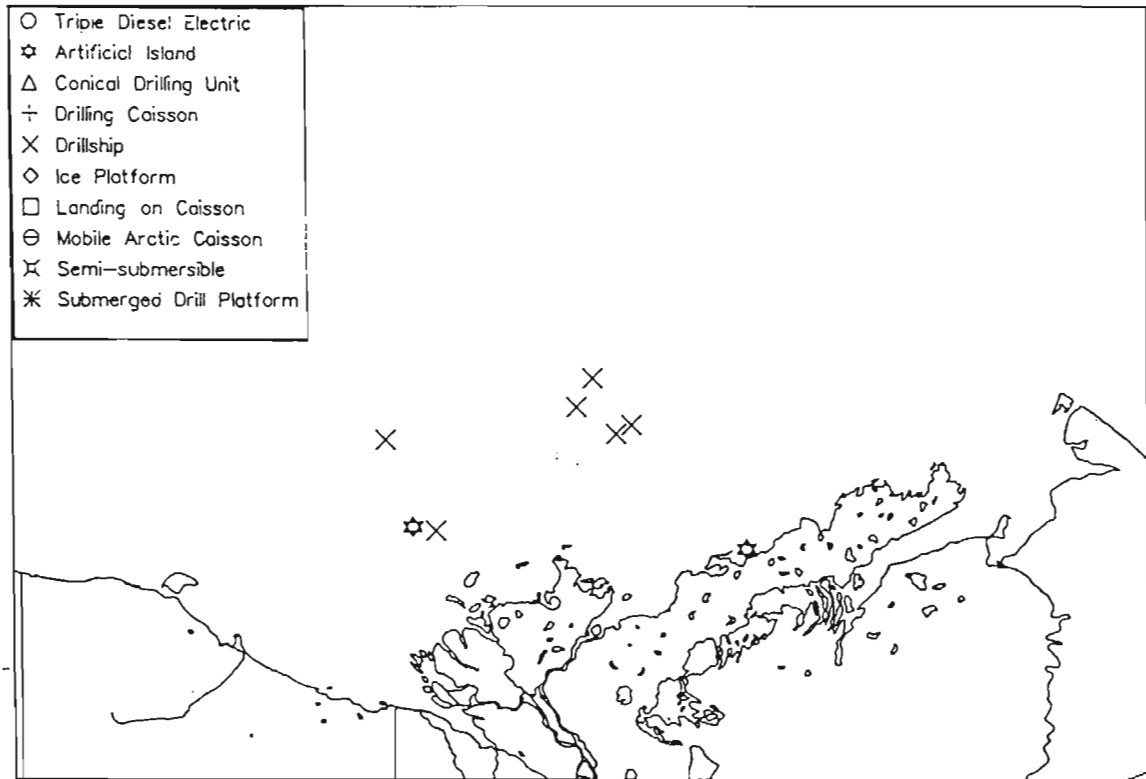 Triple Diesel Electric
Artificicl Island
Conical Drilling Unit
Drilling Caisson
Drillship
Ice Platform
Landing on Caisson
Mobile Arctic Caisson
Semi-submersible
Submerged Drill Platform